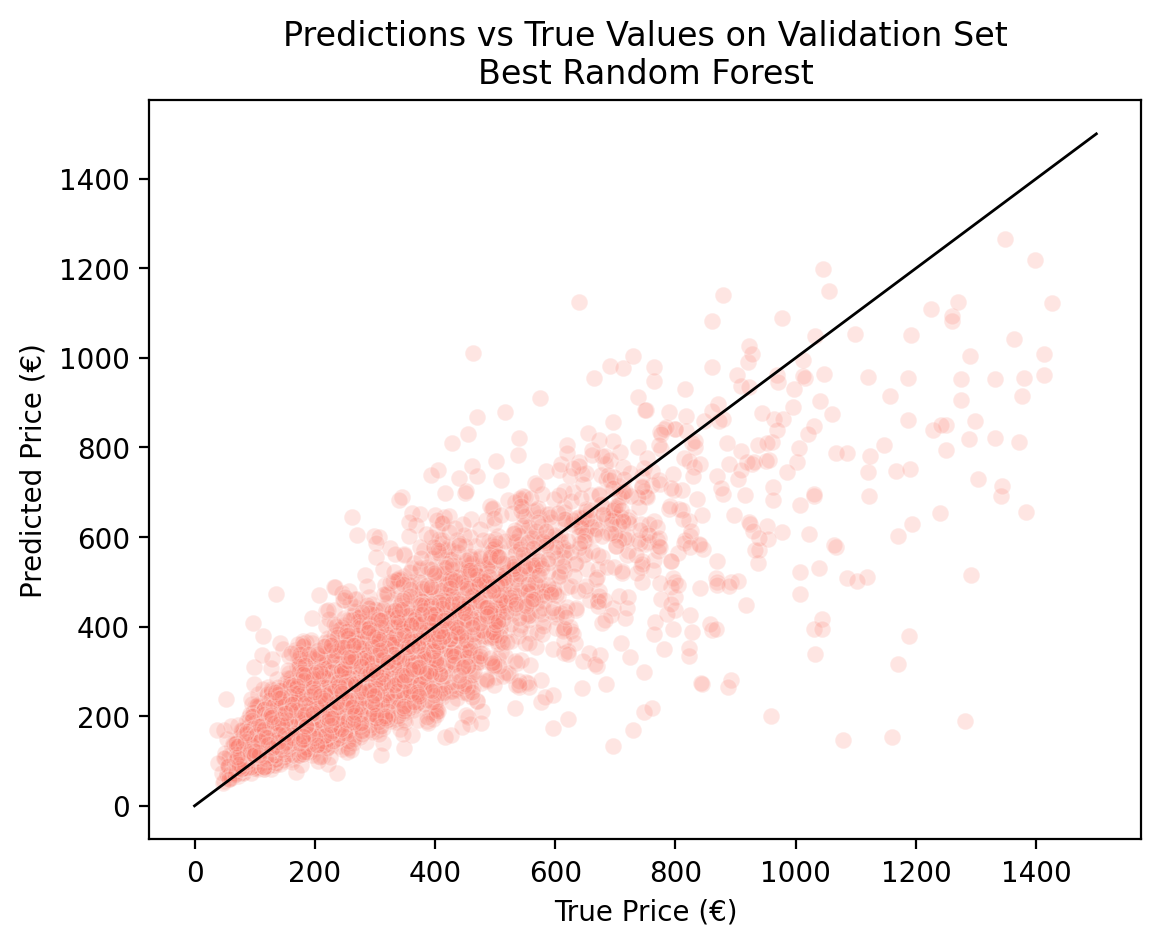 Predictions vs True Values on Validation Set
Best Random Forest
1400
1200
1000
800
600
400
200
0
Predicted Price (€)
0 200 400 600 800 1000 1200 1400
True Price (€)